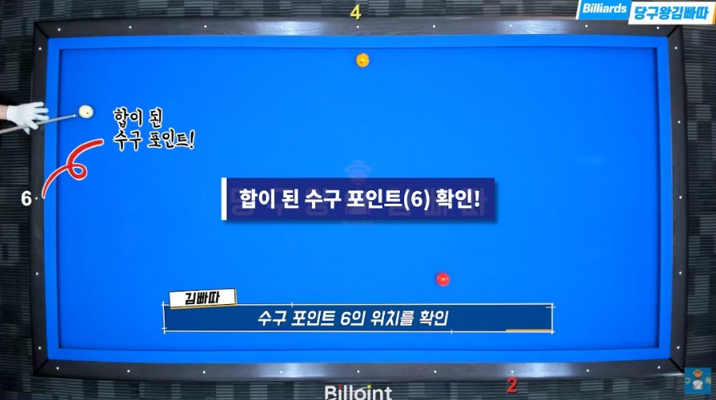 4
Billiards 당구왕김빠따
합이 된
수구 포인트!
6
합이 된 수구 포인트(6) 확인!
김빠따
수구 포인트 6의 위치를 확인
Billoint
2